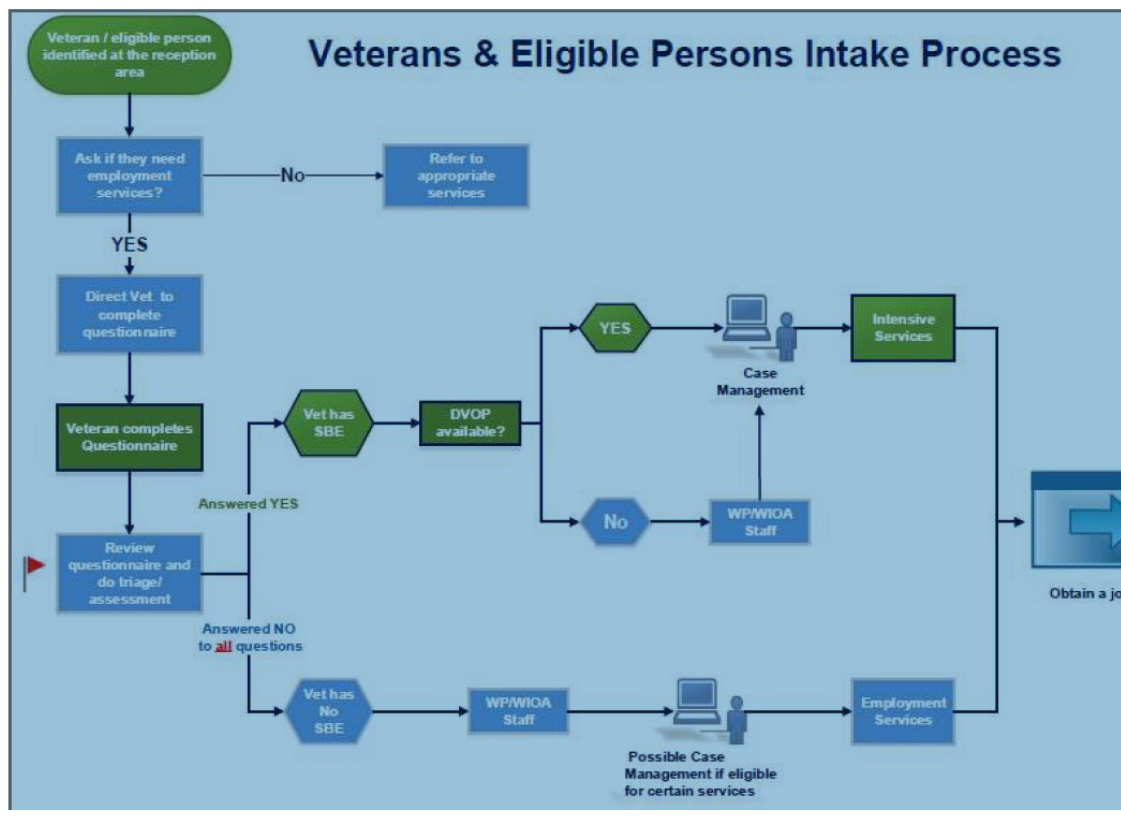 Veterans & Eligible Persons Intake Process
Veteran / eligible person
identified at the reception
area
Ask if they need
employment
services?
No
Refer to
appropriate
services
YES
Direct Vet to
complete
questionnaire
Veteran completes
Questionnaire
Review
questionnaire and
do triage/
assessment
Answered YES
Vet has
SBE
DVOP
available?
YES
Case
Management
Intensive
Services
No
WP/WIOA
Staff
Answered NO
to all questions
Vet has
No
SBE
WP/WIOA
Staff
Possible Case
Management if eligible
for certain services
Employment
Services
Obtain a jo